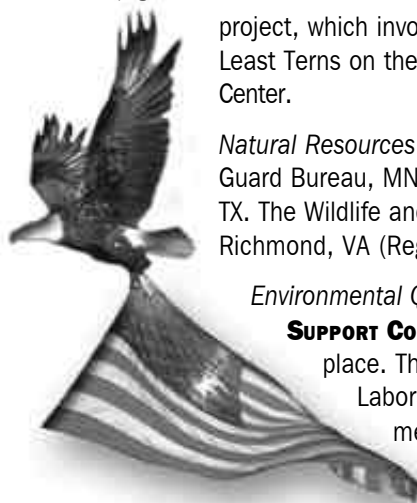 project, which invo
Least Terns on the
Center.
Natural Resources
Guard Bureau, MN
TX. The Wildlife and
Richmond, VA (Reg
Environmental
SUPPORT CO
place. Th
Labor
me